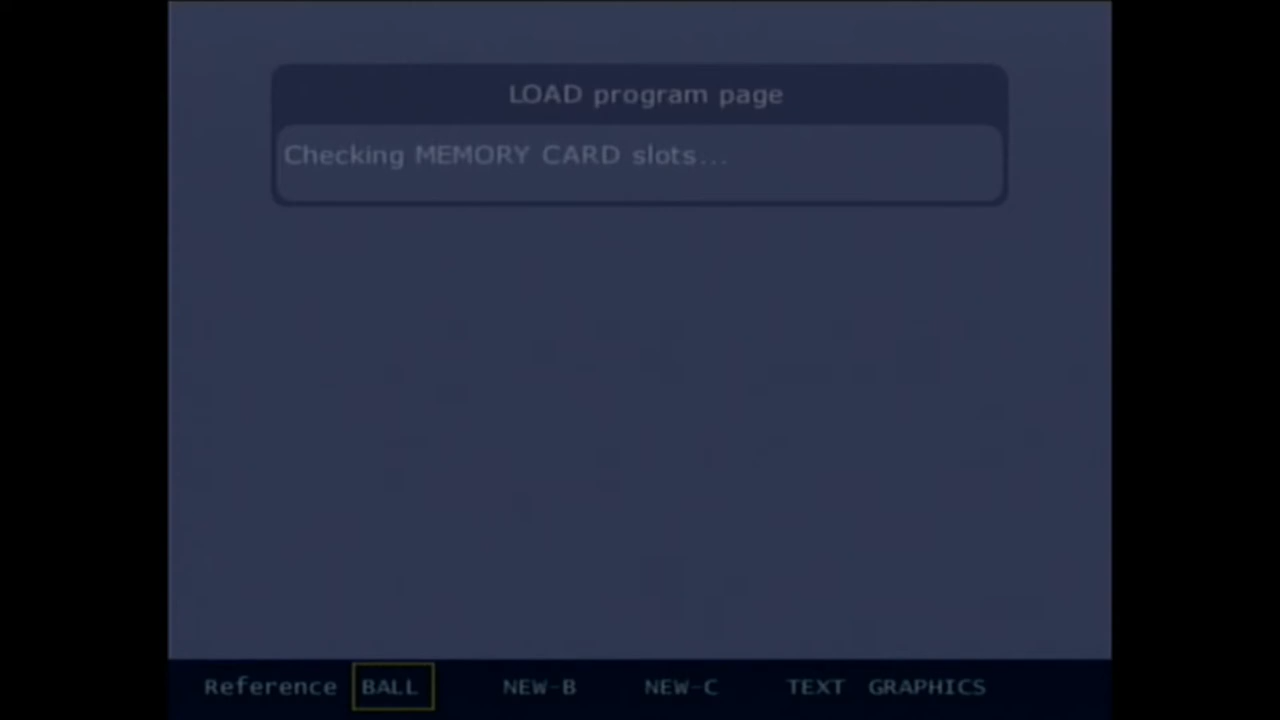 LOAD program page
Checking MEMORY CARD slots...
Reference BALL NEW-B NEW-C TEXT GRAPHICS